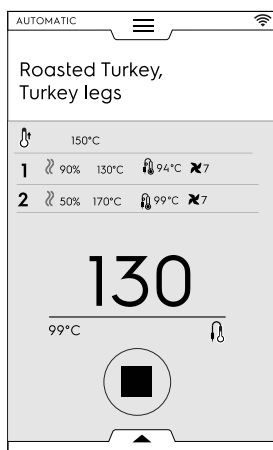 AUTOMATIC
Roasted Turkey,
Turkey legs
150°C
1 90% 130°C 94°C 7
2 50% 170°C 99°C 7
130
99°C